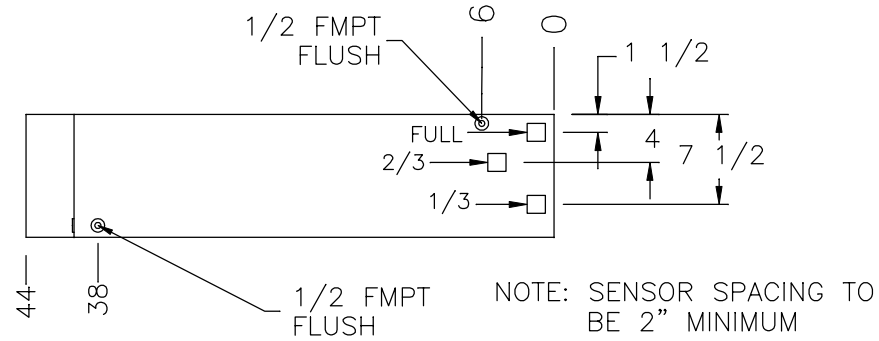 1/2 FMPT
FLUSH
6
0
1 1/2
FULL
4
2/3
7 1/2
1/3
44
38
1/2 FMPT
FLUSH
NOTE: SENSOR SPACING TO
BE 2" MINIMUM